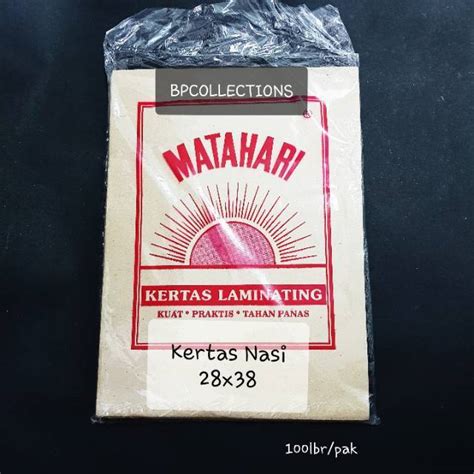 BPCOLLECTIONS
®
MATAHARI
KERTAS LAMINATING
KUAT • PRAKTIS • TAHAN PANAS
Kertas Nasi
28x38
100lbr/pak